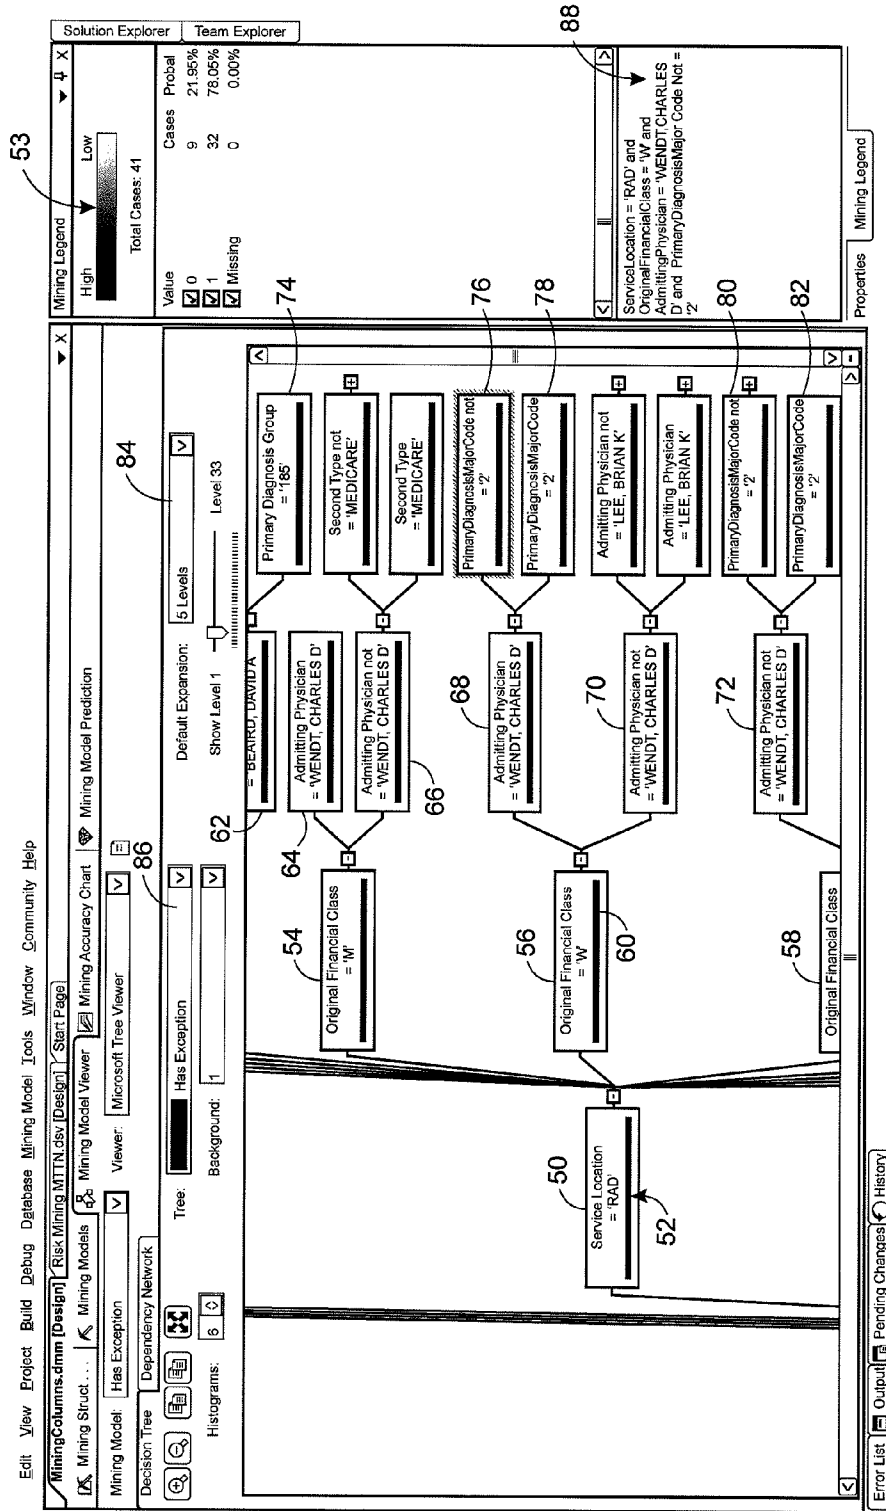 Edit View Project Build Debug Database Mining Model Tools Window Community Help
MiningColumns.dmm [Design] Risk Mining MTTN.dsv [Design] Start Page
Mining Struct . . . Mining Models Mining Model Viewer Mining Accuracy Chart Mining Model Prediction
Mining Model: Has Exception Viewer: Microsoft Tree Viewer
86
Decision Tree Dependency Network
Tree: Has Exception
Default Expansion: 5 Levels
84
Histograms: 6
Background: 1
Show Level 1
Level 33
50
Service Location
= 'RAD'
52
54
Original Financial Class
= 'M'
56
Original Financial Class
= 'W'
60
58
Original Financial Class
62
= 'BEAIRD, DAVID A
64
Admitting Physician
= 'WENDT, CHARLES D'
Admitting Physician not
= 'WENDT, CHARLES D'
66
68
Admitting Physician
= 'WENDT, CHARLES D'
70
Admitting Physician not
= 'WENDT, CHARLES D'
72
Admitting Physician not
= 'WENDT, CHARLES D'
74
Primary Diagnosis Group
= '185'
Second Type not
= 'MEDICARE'
Second Type
= 'MEDICARE'
76
PrimaryDiagnosisMajorCode not
= '2'
78
PrimaryDiagnosisMajorCode
= '2'
Admitting Physician not
= 'LEE, BRIAN K'
Admitting Physician
= 'LEE, BRIAN K'
80
PrimaryDiagnosisMajorCode not
= '2'
82
PrimaryDiagnosisMajorCode
= '2'
Mining Legend
53
High Low
Total Cases: 41
Value Cases Probal
0 9 21.95%
1 32 78.05%
Missing 0 0.00%
88
ServiceLocation = 'RAD' and
OriginalFinancialClass = 'W' and
AdmittingPhysician = 'WENDT,CHARLES
D' and PrimaryDiagnosisMajor Code Not =
'2'
Properties Mining Legend
Solution Explorer
Team Explorer
Error List Output Pending Changes History